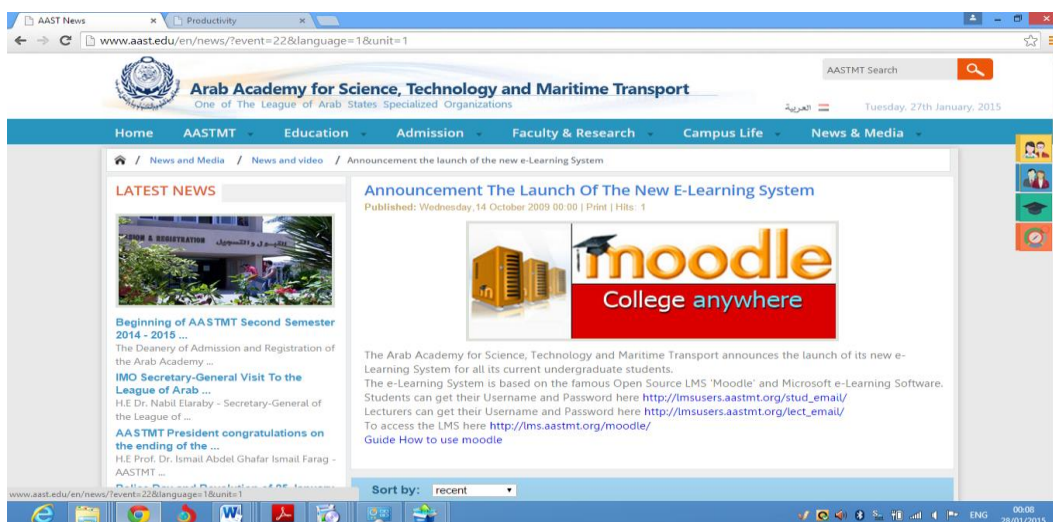 AAST News
Productivity
www.aast.edu/en/news/?event=22&language=1&unit=1
Arab Academy for Science, Technology and Maritime Transport
One of The League of Arab States Specialized Organizations
AASTMT Search
العربية
Tuesday, 27th January, 2015
Home AASTMT Education Admission Faculty & Research Campus Life News & Media
/ News and Media / News and video / Announcement the launch of the new e-Learning System
LATEST NEWS
Beginning of AASTMT Second Semester
2014 - 2015 ...
The Deanery of Admission and Registration of
the Arab Academy ...
IMO Secretary-General Visit To the
League of Arab ...
H.E Dr. Nabil Elaraby - Secretary-General of
the League of ...
AASTMT President congratulations on
the ending of the ...
H.E Prof. Dr. Ismail Abdel Ghafar Ismail Farag -
AASTMT ...
Announcement The Launch Of The New E-Learning System
Published: Wednesday,14 October 2009 00:00 | Print | Hits: 1
moodle
College anywhere
The Arab Academy for Science, Technology and Maritime Transport announces the launch of its new e-
Learning System for all its current undergraduate students.
The e-Learning System is based on the famous Open Source LMS 'Moodle' and Microsoft e-Learning Software.
Students can get their Username and Password here http://lmsusers.aastmt.org/stud_email/
Lecturers can get their Username and Password here http://lmsusers.aastmt.org/lect_email/
To access the LMS here http://lms.aastmt.org/moodle/
Guide How to use moodle
Sort by: recent
www.aast.edu/en/news/?event=22&language=1&unit=1
ENG
00:08
28/01/2015